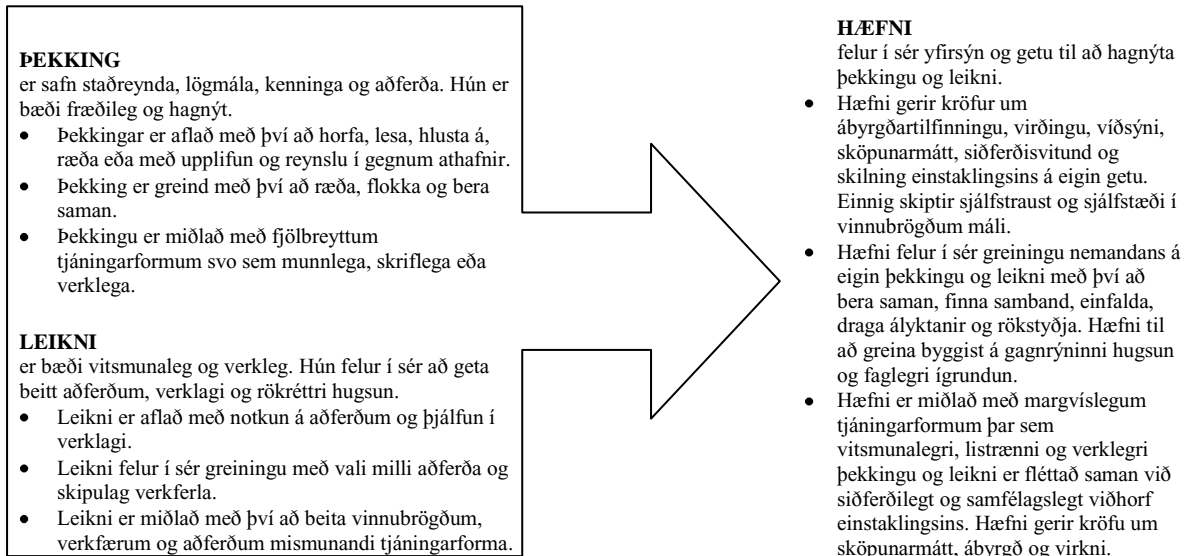 ÞEKKING
er safn staðreynda, lögmála, kenninga og aðferða. Hún er
bæði fræðileg og hagnýt.
• Þekkingar er aflað með því að horfa, lesa, hlusta á,
ræða eða með upplifun og reynslu í gegnum athafnir.
• Þekking er greind með því að ræða, flokka og bera
saman.
• Þekkingu er miðlað með fjölbreyttum
tjáningarformum svo sem munnlega, skriflega eða
verklega.
LEIKNI
er bæði vitsmunaleg og verkleg. Hún felur í sér að geta
beitt aðferðum, verklagi og rökréttri hugsun.
• Leikni er aflað með notkun á aðferðum og þjálfun í
verklagi.
• Leikni felur í sér greiningu með vali milli aðferða og
skipulag verkferla.
• Leikni er miðlað með því að beita vinnubrögðum,
verkfærum og aðferðum mismunandi tjáningarforma.
HÆFNI
felur í sér yfirsýn og getu til að hagnýta
þekkingu og leikni.
• Hæfni gerir kröfur um
ábyrgðartilfinningu, virðingu, víðsýni,
sköpunarmátt, siðferðisvitund og
skilning einstaklingsins á eigin getu.
Einnig skiptir sjálfstraust og sjálfstæði í
vinnubrögðum máli.
• Hæfni felur í sér greiningu nemandans á
eigin þekkingu og leikni með því að
bera saman, finna samband, einfalda,
draga ályktanir og rökstyðja. Hæfni til
að greina byggist á gagnrýninni hugsun
og faglegri ígrundun.
• Hæfni er miðlað með margvíslegum
tjáningarformum þar sem
vitsmunalegri, listrænni og verklegri
þekkingu og leikni er fléttað saman við
siðferðilegt og samfélagslegt viðhorf
einstaklingsins. Hæfni gerir kröfu um
sköpunarmátt, ábyrgð og virkni.